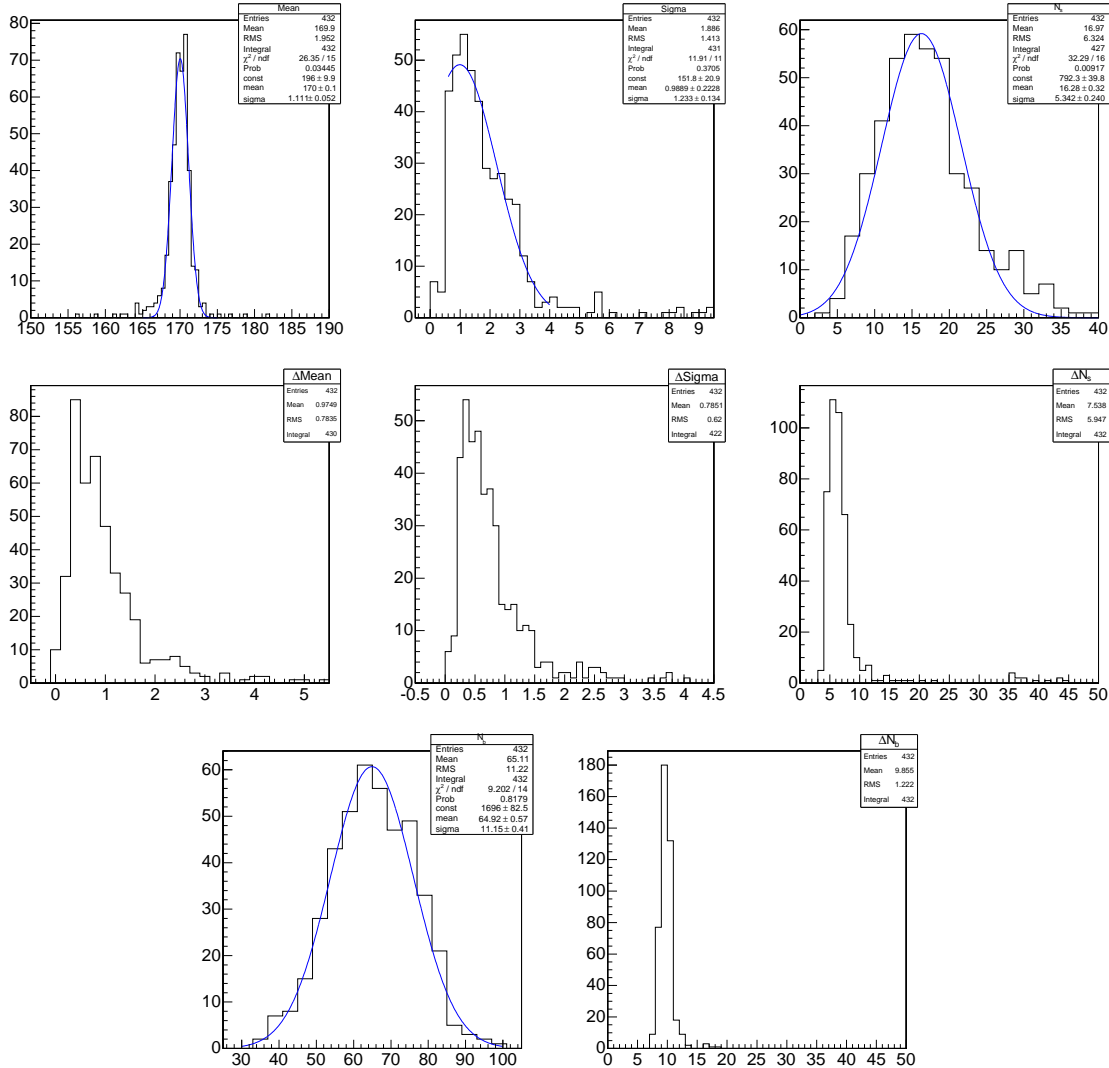 Mean
Entries 432
Mean 169.9
RMS 1.952
Integral 432
χ² / ndf 26.35 / 15
Prob 0.03445
const 196 ± 9.9
mean 170 ± 0.1
sigma 1.111 ± 0.052
80
70
60
50
40
30
20
10
0
150 155 160 165 170 175 180 185 190
Sigma
Entries 432
Mean 1.886
RMS 1.413
Integral 431
χ² / ndf 11.91 / 11
Prob 0.3705
const 151.8 ± 20.9
mean 0.9889 ± 0.2228
sigma 1.233 ± 0.134
50
40
30
20
10
0
0 2 4 6 8
N_s
Entries 432
Mean 16.97
RMS 6.324
Integral 427
χ² / ndf 32.29 / 16
Prob 0.00917
const 792.3 ± 39.8
mean 16.28 ± 0.32
sigma 5.342 ± 0.240
60
50
40
30
20
10
0
0 5 10 15 20 25 30 35 40
ΔMean
Entries 432
Mean 0.9749
RMS 0.7835
Integral 430
80
70
60
50
40
30
20
10
0
0 1 2 3 4 5
ΔSigma
Entries 432
Mean 0.7851
RMS 0.62
Integral 422
50
40
30
20
10
0
-0.5 0 0.5 1 1.5 2 2.5 3 3.5 4 4.5
ΔN_s
Entries 432
Mean 7.538
RMS 5.947
Integral 432
100
80
60
40
20
0
0 5 10 15 20 25 30 35 40 45 50
N_b
Entries 432
Mean 65.11
RMS 11.22
Integral 432
χ² / ndf 9.202 / 14
Prob 0.8179
const 1696 ± 82.5
mean 64.92 ± 0.57
sigma 11.15 ± 0.41
60
50
40
30
20
10
0
30 40 50 60 70 80 90 100
ΔN_b
Entries 432
Mean 9.855
RMS 1.222
Integral 432
180
160
140
120
100
80
60
40
20
0
0 5 10 15 20 25 30 35 40 45 50